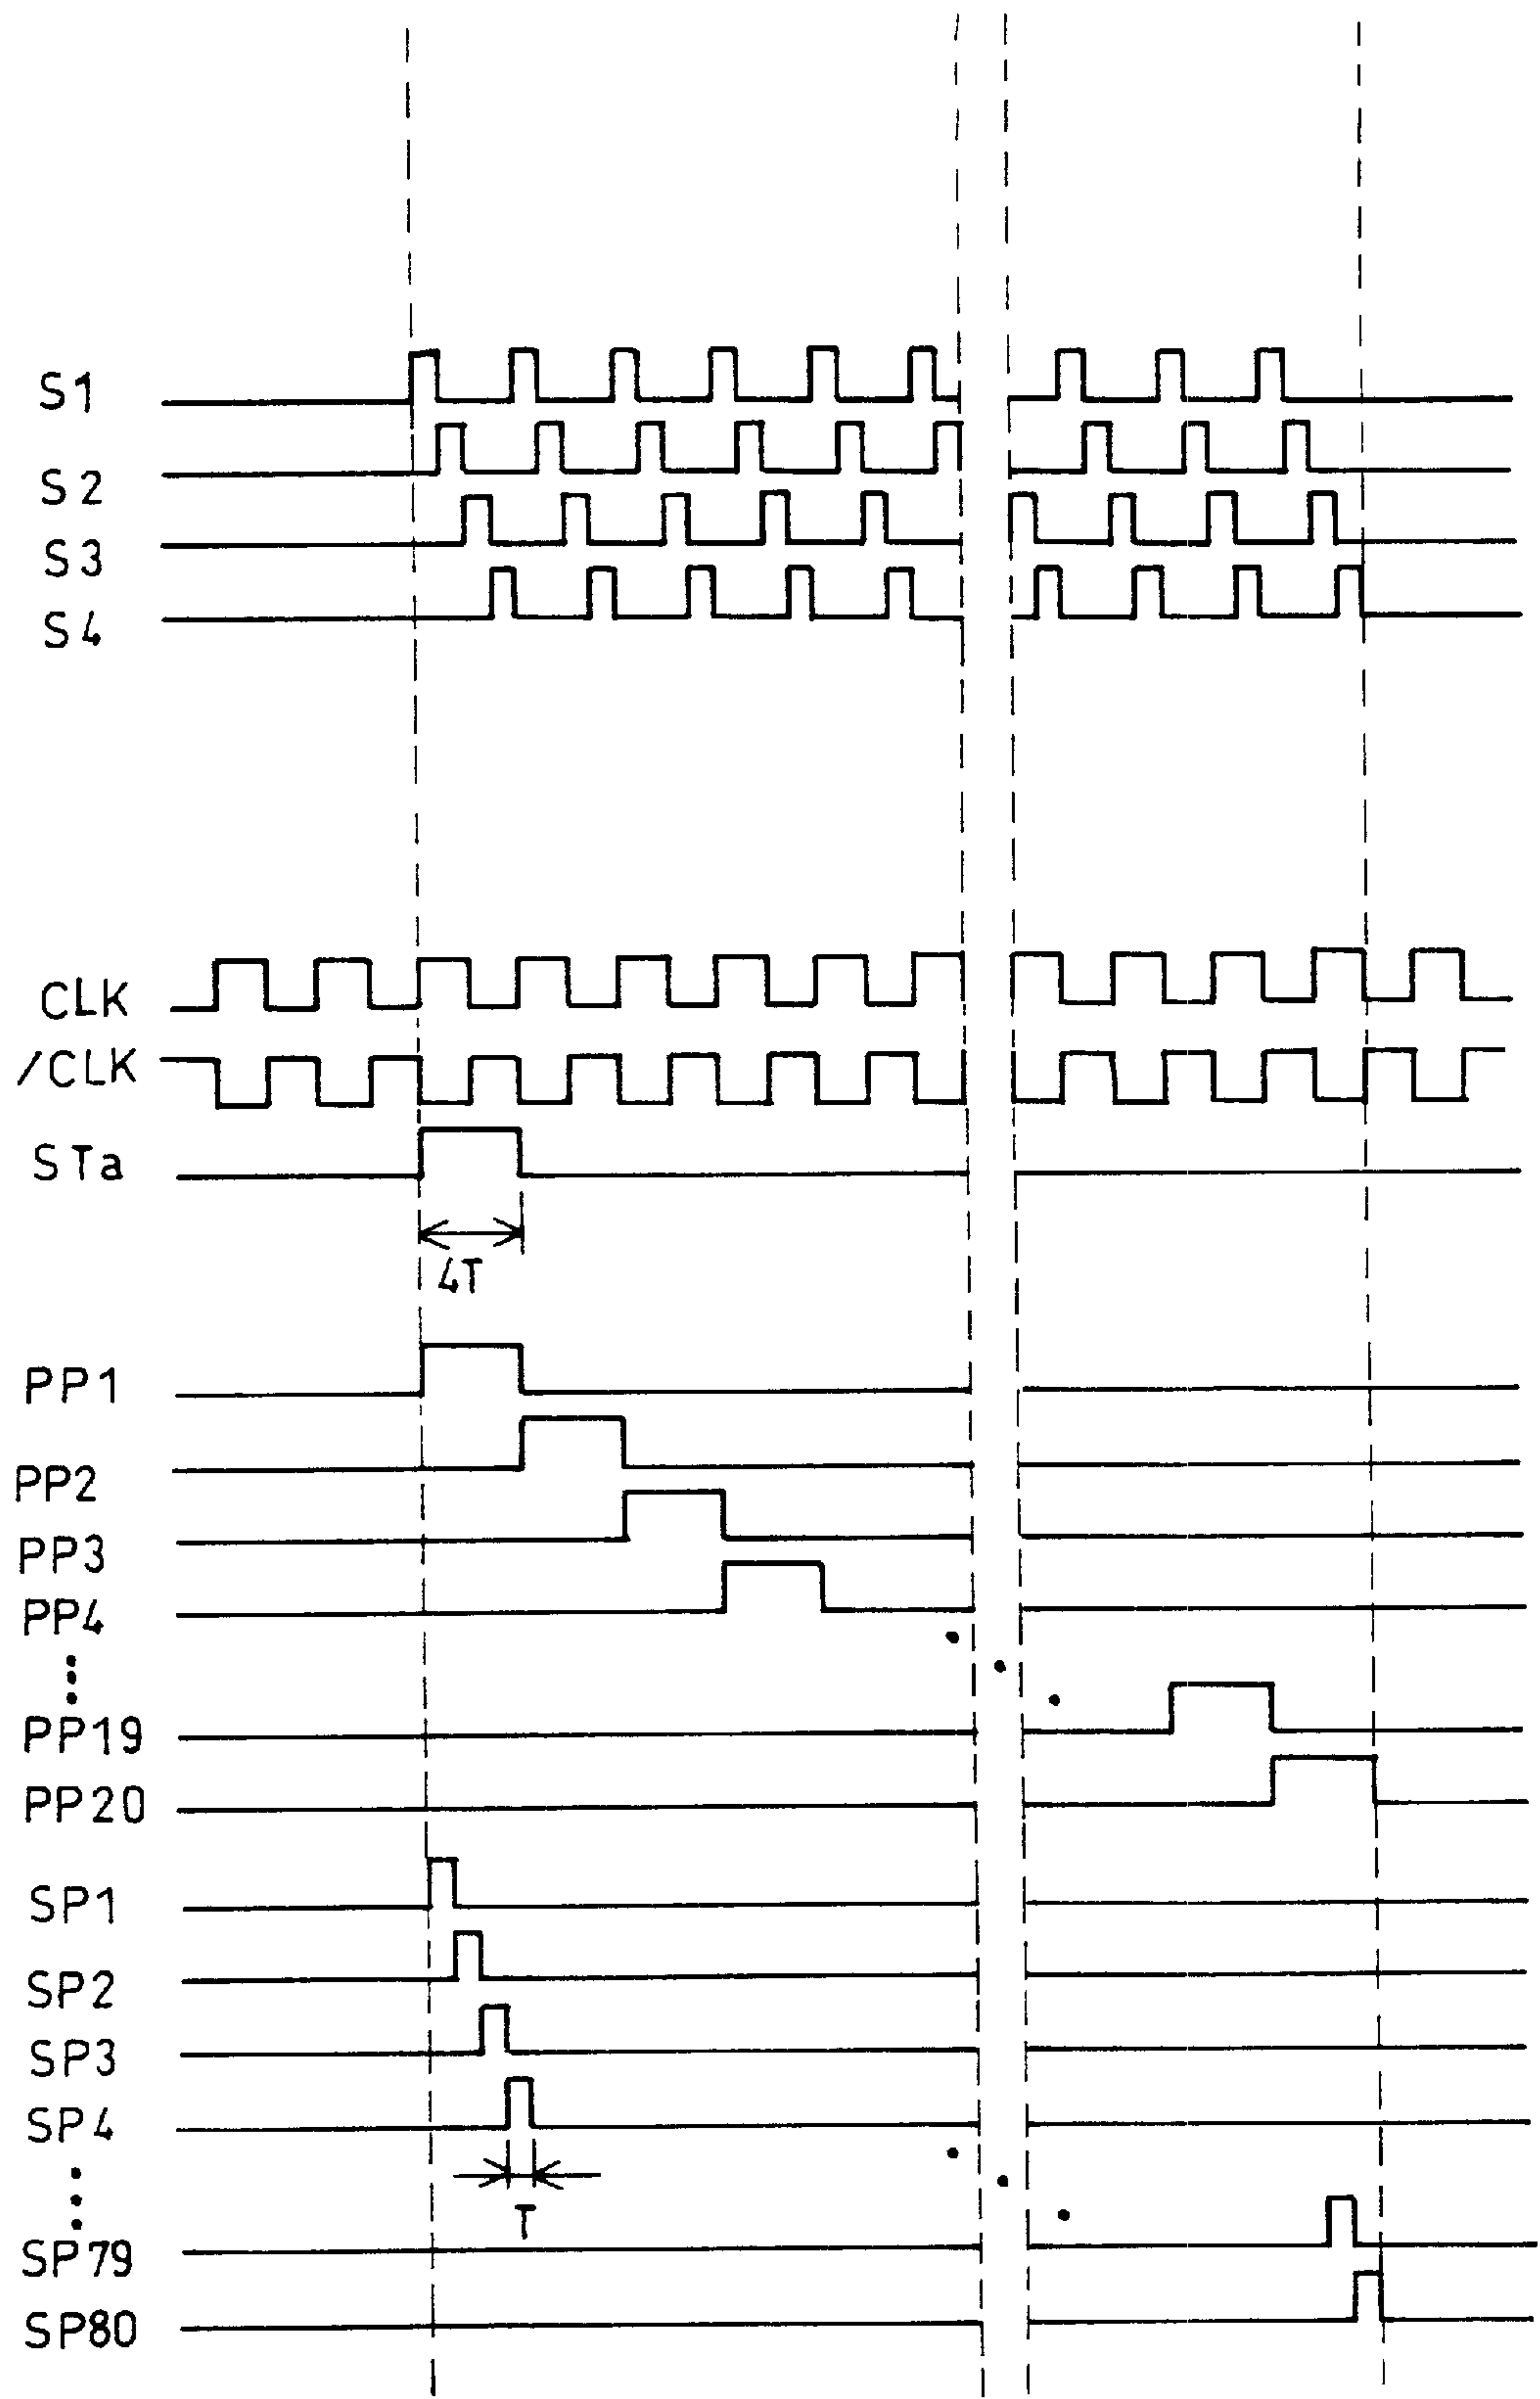 S1
S2
S3
S4
CLK
/CLK
STa
4T
PP1
PP2
PP3
PP4
PP19
PP20
SP1
SP2
SP3
SP4
T
SP79
SP80